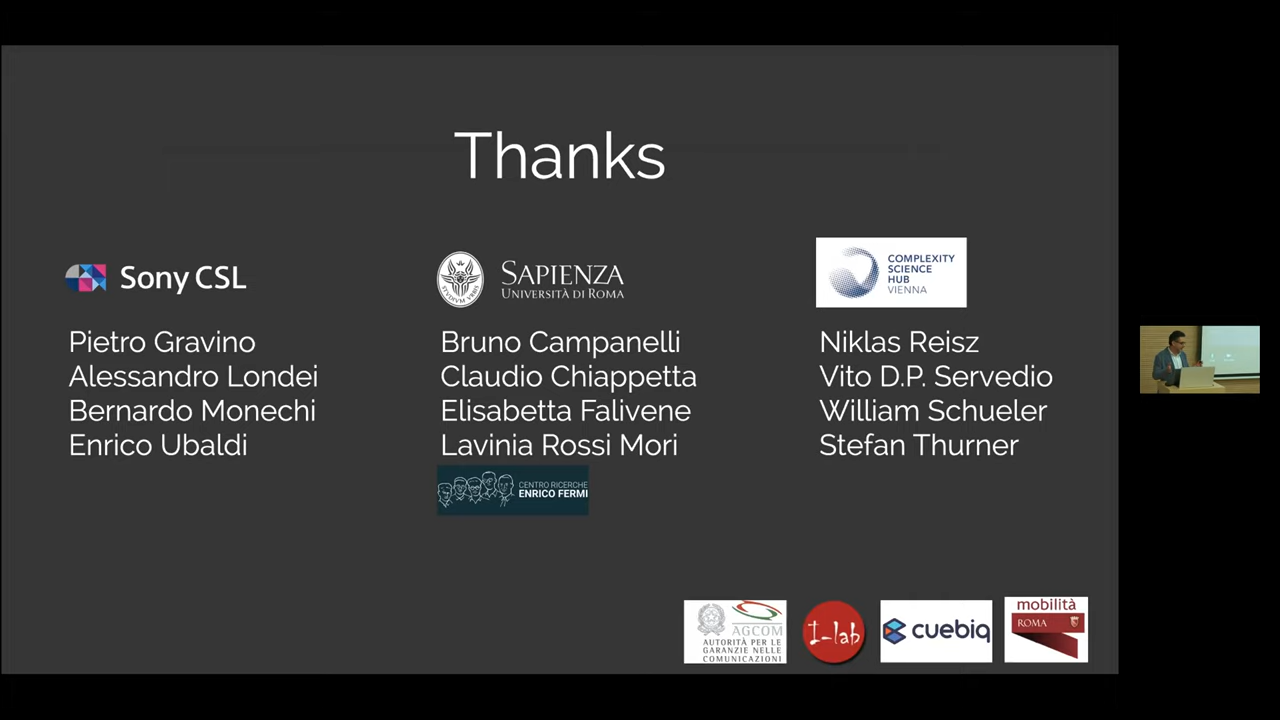 Thanks
Sony CSL
Pietro Gravino
Alessandro Londei
Bernardo Monechi
Enrico Ubaldi
SAPIENZA
UNIVERSITÀ DI ROMA
Bruno Campanelli
Claudio Chiappetta
Elisabetta Falivene
Lavinia Rossi Mori
CENTRO RICERCHE
ENRICO FERMI
COMPLEXITY
SCIENCE
HUB
VIENNA
Niklas Reisz
Vito D.P. Servedio
William Schueler
Stefan Thurner
AGCOM
AUTORITÀ PER LE
GARANZIE NELLE
COMUNICAZIONI
I-lab
cuebiq
mobilità
ROMA